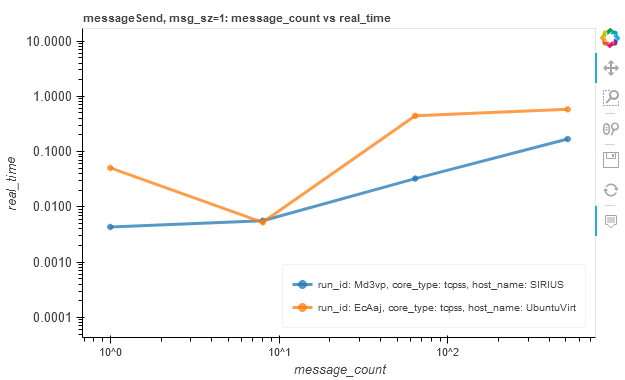 messageSend, msg_sz=1: message_count vs real_time
10.0000
1.0000
0.1000
0.0100
0.0010
0.0001
real_time
run_id: Md3vp, core_type: tcpss, host_name: SIRIUS
run_id: EcAaj, core_type: tcpss, host_name: UbuntuVirt
10^0
10^1
10^2
message_count